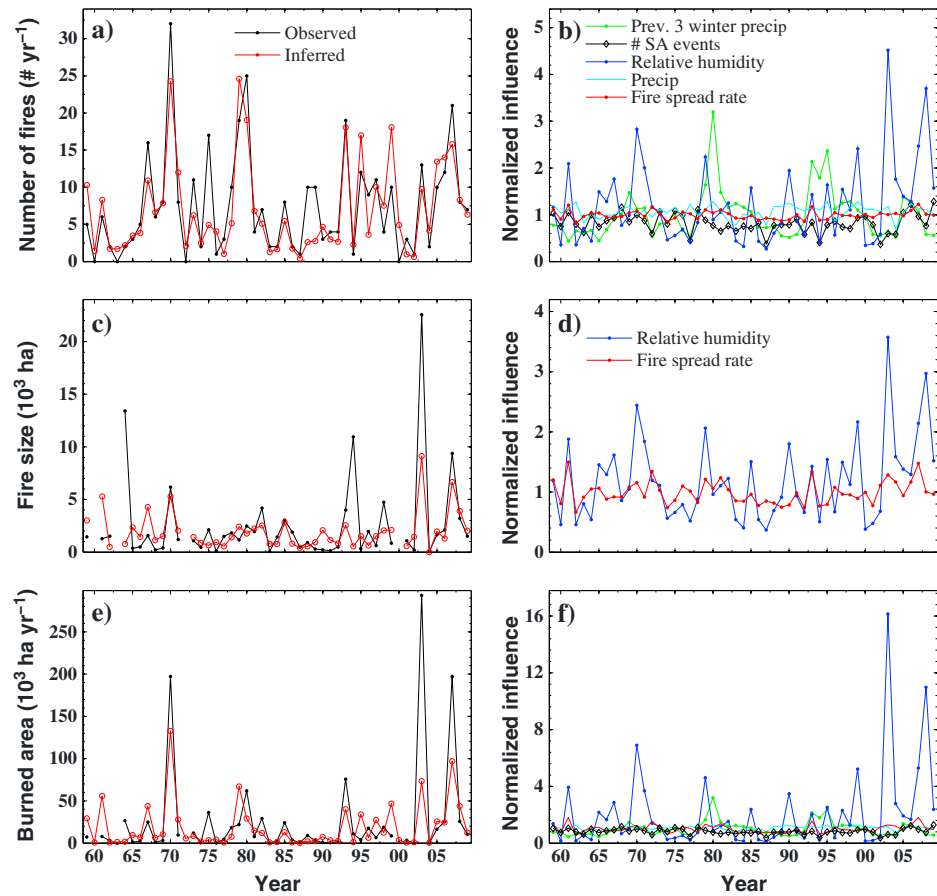 a)
Number of fires (# yr⁻¹)
30
25
20
15
10
5
0
Observed
Inferred
b)
Normalized influence
5
4
3
2
1
0
Prev. 3 winter precip
# SA events
Relative humidity
Precip
Fire spread rate
c)
Fire size (10³ ha)
20
15
10
5
0
d)
Normalized influence
4
3
2
1
0
Relative humidity
Fire spread rate
e)
Burned area (10³ ha yr⁻¹)
250
200
150
100
50
0
60 65 70 75 80 85 90 95 00 05
Year
f)
Normalized influence
16
12
8
4
0
60 65 70 75 80 85 90 95 00 05
Year